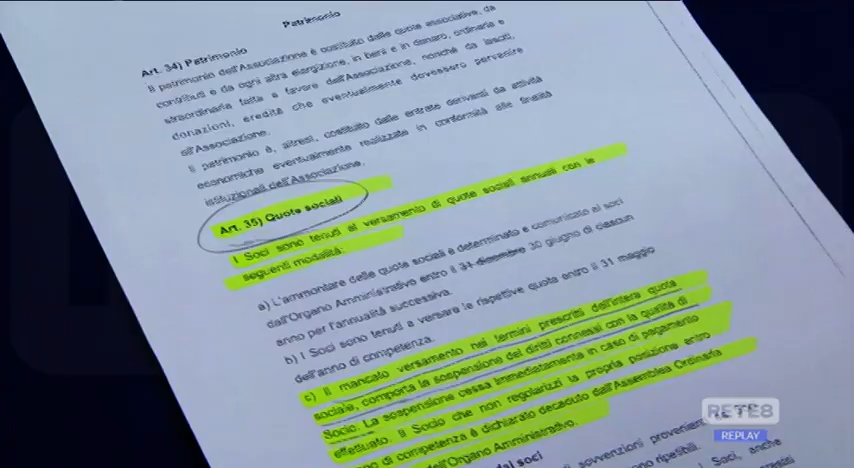 Patrimonio
Art. 34) Patrimonio
Il patrimonio dell'Associazione è costituito dalle quote associative, da
contributi e da ogni altra elargizione, in beni e in denaro, ordinaria e
straordinaria fatta a favore dell'Associazione, nonché da lasciti,
donazioni, eredità che eventualmente dovessero pervenire
all'Associazione.
Il patrimonio è, altresì, costituito dalle entrate derivanti da attività
economiche eventualmente realizzate in conformità alle finalità
istituzionali dell'Associazione.
Art. 35) Quote sociali
I Soci sono tenuti al versamento di quote sociali annuali con le
seguenti modalità:
a) L'ammontare delle quote sociali è determinato e comunicato ai soci
dall'Organo Amministrativo entro il 31 dicembre 30 giugno di ciascun
anno per l'annualità successiva.
b) I Soci sono tenuti a versare le rispettive quote entro il 31 maggio
dell'anno di competenza.
c) Il mancato versamento nei termini prescritti dell'intera quota
sociale, comporta la sospensione dei diritti connessi con la qualità di
Socio. La sospensione cessa immediatamente in caso di pagamento
effettuato. Il Socio che non regolarizzi la propria posizione entro
no di competenza è dichiarato decaduto dall'Assemblea Ordinaria
dell'Organo Amministrativo.
dai soci
sovvenzioni
no ripetibili.
i Soci, anche
RETE8
REPLAY